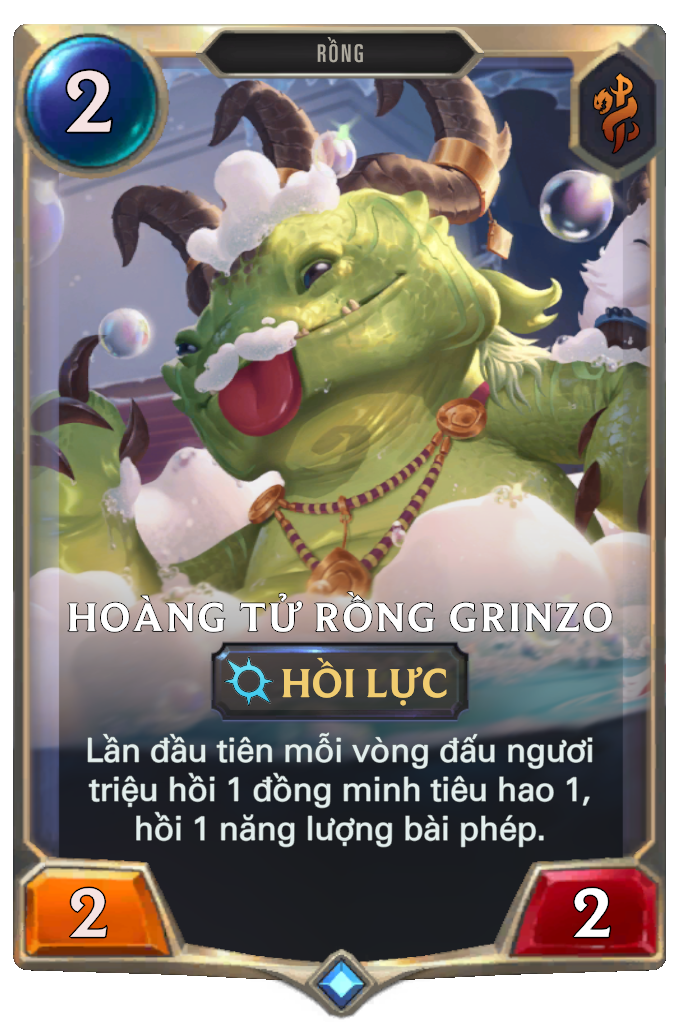 RỒNG
2
HOÀNG TỬ RỒNG GRINZO
HỒI LỰC
Lần đầu tiên mỗi vòng đấu ngươi
triệu hồi 1 đồng minh tiêu hao 1,
hồi 1 năng lượng bài phép.
2
2